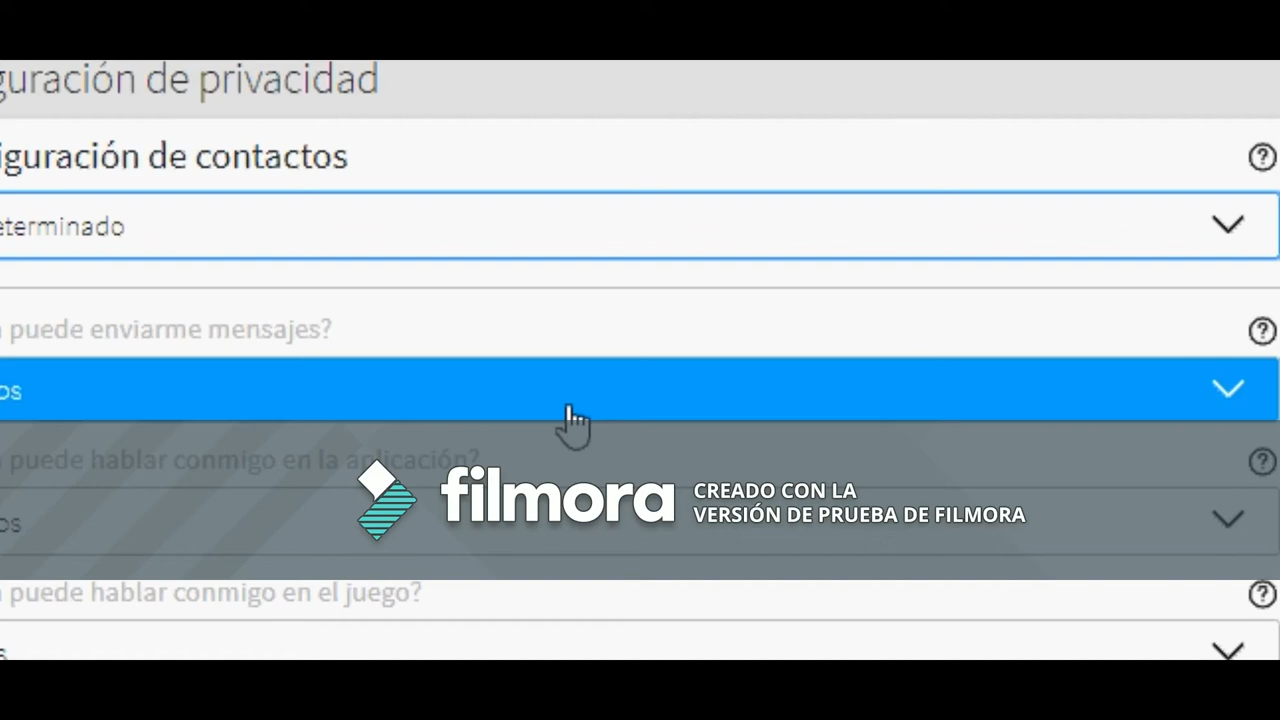 guración de privacidad
iguración de contactos
eterminado
puede enviarme mensajes?
os
puede hablar conmigo en la aplicación?
os
filmora
CREADO CON LA
VERSIÓN DE PRUEBA DE FILMORA
puede hablar conmigo en el juego?
s